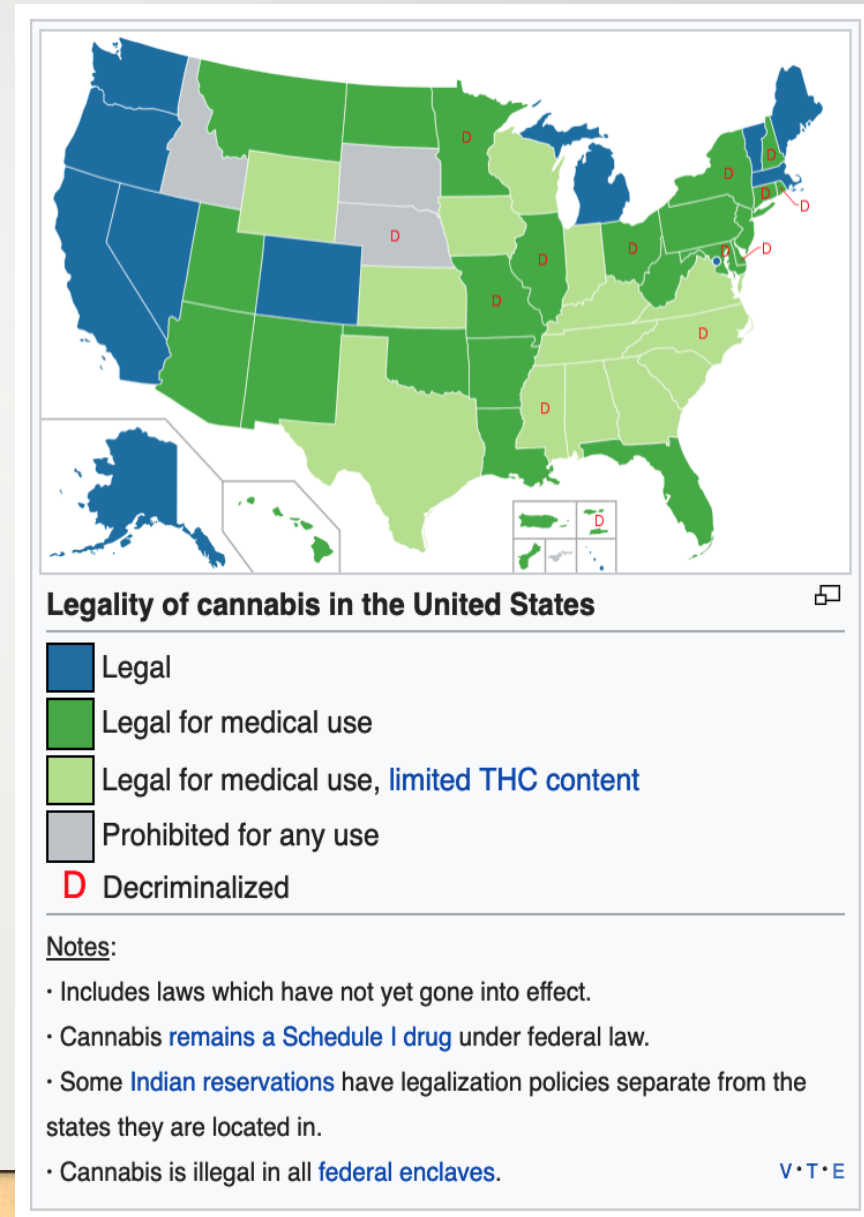 D
D
D
D
D
D
D
D
D
D
D
D
D
D
Legality of cannabis in the United States
Legal
Legal for medical use
Legal for medical use, limited THC content
Prohibited for any use
D Decriminalized
Notes:
· Includes laws which have not yet gone into effect.
· Cannabis remains a Schedule I drug under federal law.
· Some Indian reservations have legalization policies separate from the
states they are located in.
· Cannabis is illegal in all federal enclaves. V·T·E